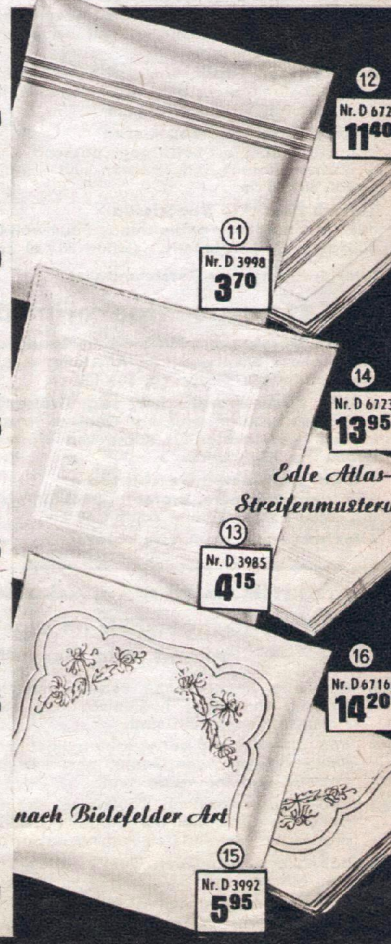 12
Nr. D 672
11⁴⁰
11
Nr. D 3998
3⁷⁰
14
Nr. D 6723
13⁹⁵
Edle Atlas-
Streifenmusteru
13
Nr. D 3985
4¹⁵
16
Nr. D 6716
14²⁰
nach Bielefelder Art
15
Nr. D 3992
5⁹⁵